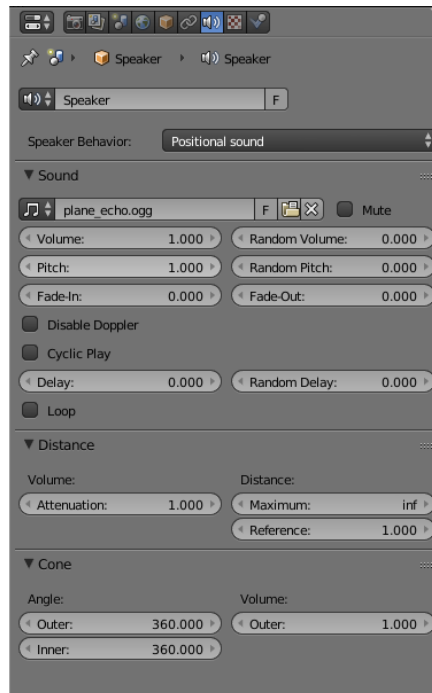 Speaker Speaker
Speaker F
Speaker Behavior: Positional sound
Sound
plane_echo.ogg F Mute
Volume: 1.000 Random Volume: 0.000
Pitch: 1.000 Random Pitch: 0.000
Fade-In: 0.000 Fade-Out: 0.000
Disable Doppler
Cyclic Play
Delay: 0.000 Random Delay: 0.000
Loop
Distance
Volume: Distance:
Attenuation: 1.000 Maximum: inf
Reference: 1.000
Cone
Angle: Volume:
Outer: 360.000 Outer: 1.000
Inner: 360.000